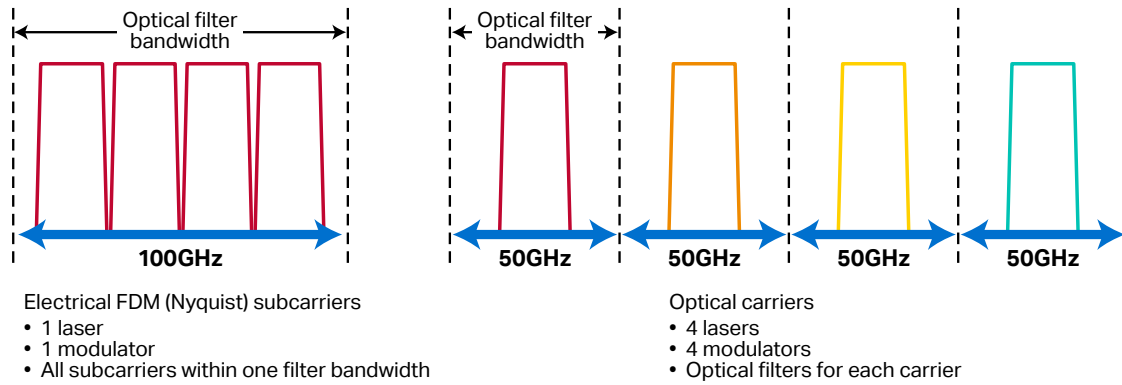 Optical filter
bandwidth
Optical filter
bandwidth
100GHz
50GHz
50GHz
50GHz
50GHz
Electrical FDM (Nyquist) subcarriers
• 1 laser
• 1 modulator
• All subcarriers within one filter bandwidth
Optical carriers
• 4 lasers
• 4 modulators
• Optical filters for each carrier